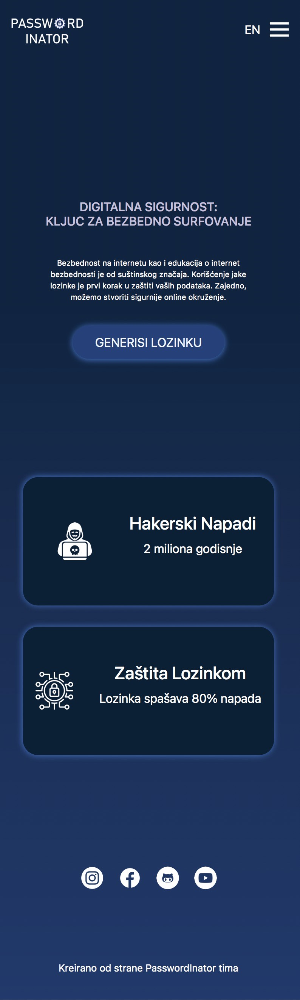 PASSWORD
INATOR
EN
DIGITALNA SIGURNOST:
KLJUC ZA BEZBEDNO SURFOVANJE
Bezbednost na internetu kao i edukacija o internet
bezbednosti je od suštinskog značaja. Korišćenje jake
lozinke je prvi korak u zaštiti vaših podataka. Zajedno,
možemo stvoriti sigurnije online okruženje.
GENERISI LOZINKU
Hakerski Napadi
2 miliona godisnje
Zaštita Lozinkom
Lozinka spašava 80% napada
Kreirano od strane PasswordInator tima